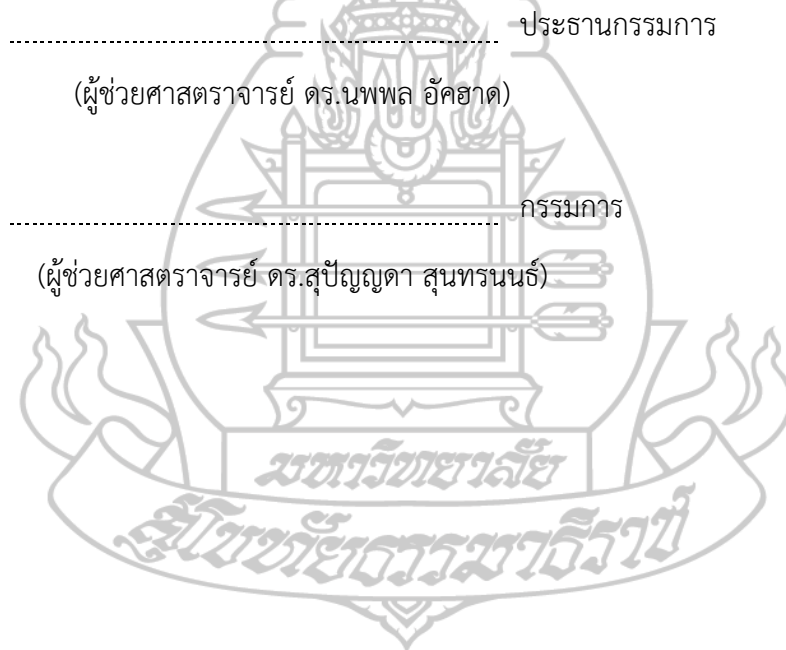 ประธานกรรมการ
(ผู้ช่วยศาสตราจารย์ ดร.นพพล อัคฮาด)
กรรมการ
(ผู้ช่วยศาสตราจารย์ ดร.สุปัญญดา สุนทรนนธ์)
มหาวิทยาลัย
สุโขทัยธรรมาธิราช